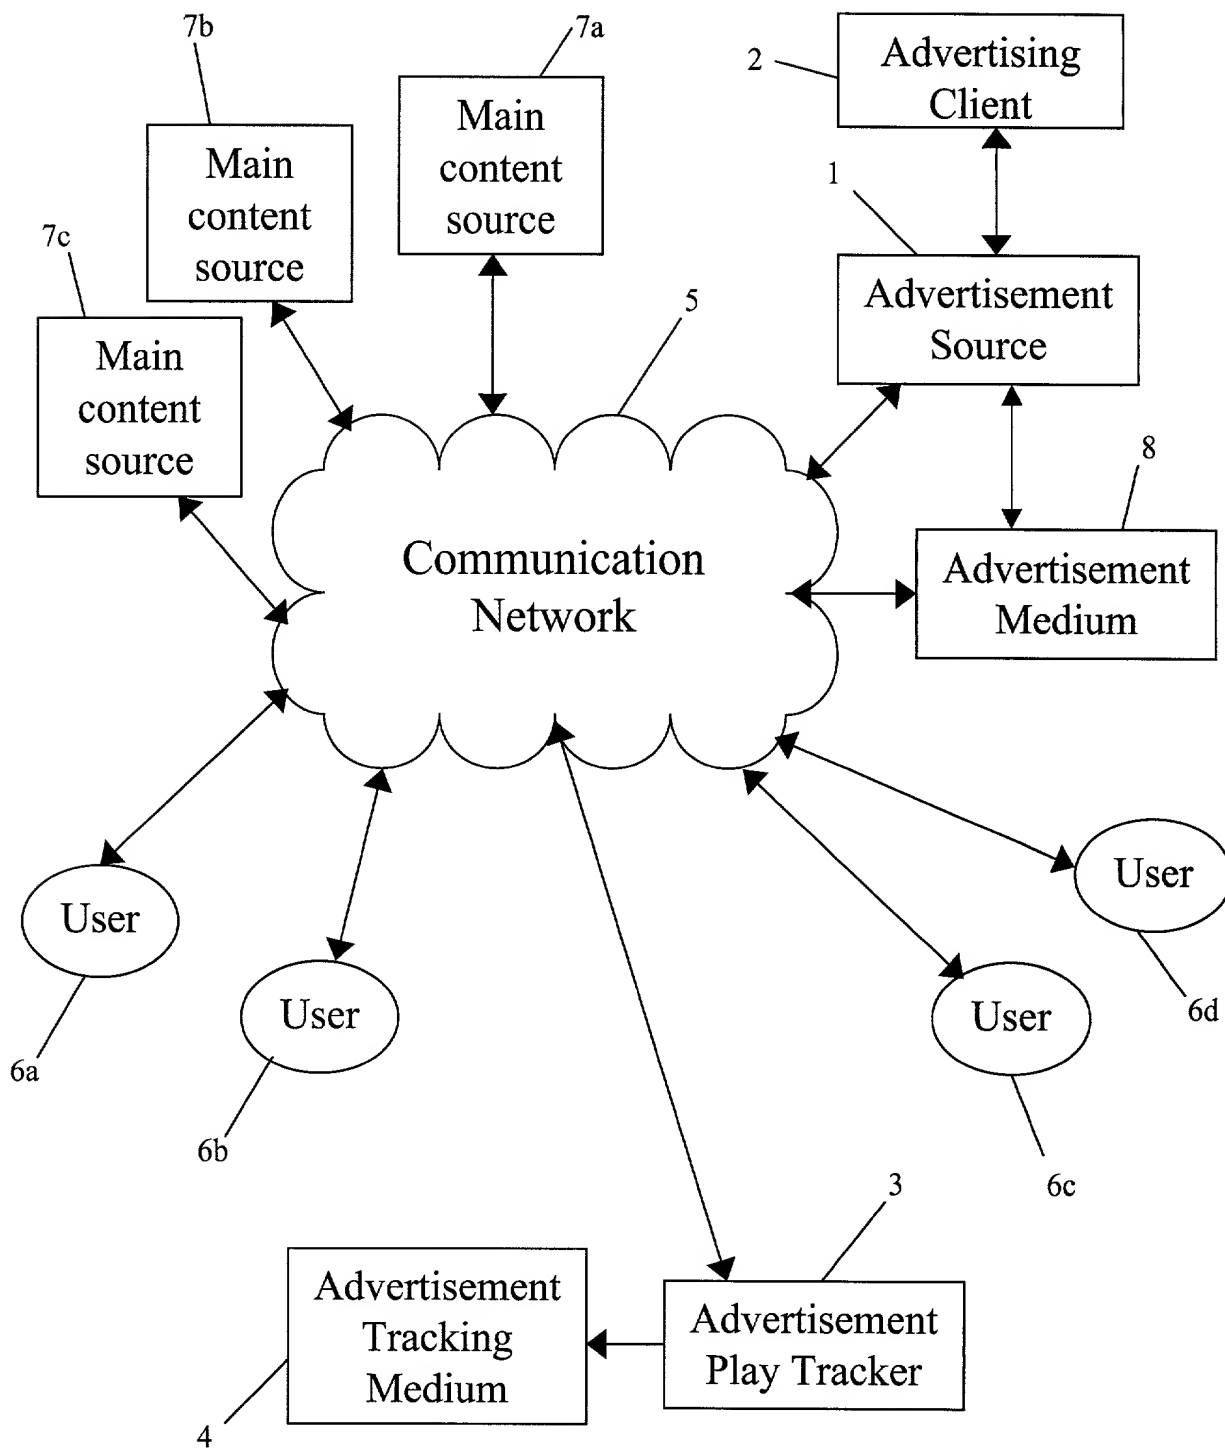 7b
7a
2
Advertising
Client
Main
content
source
Main
content
source
1
7c
Advertisement
Source
5
Main
content
source
8
Communication
Network
Advertisement
Medium
User
User
User
User
6a
6b
6c
6d
3
Advertisement
Tracking
Medium
Advertisement
Play Tracker
4